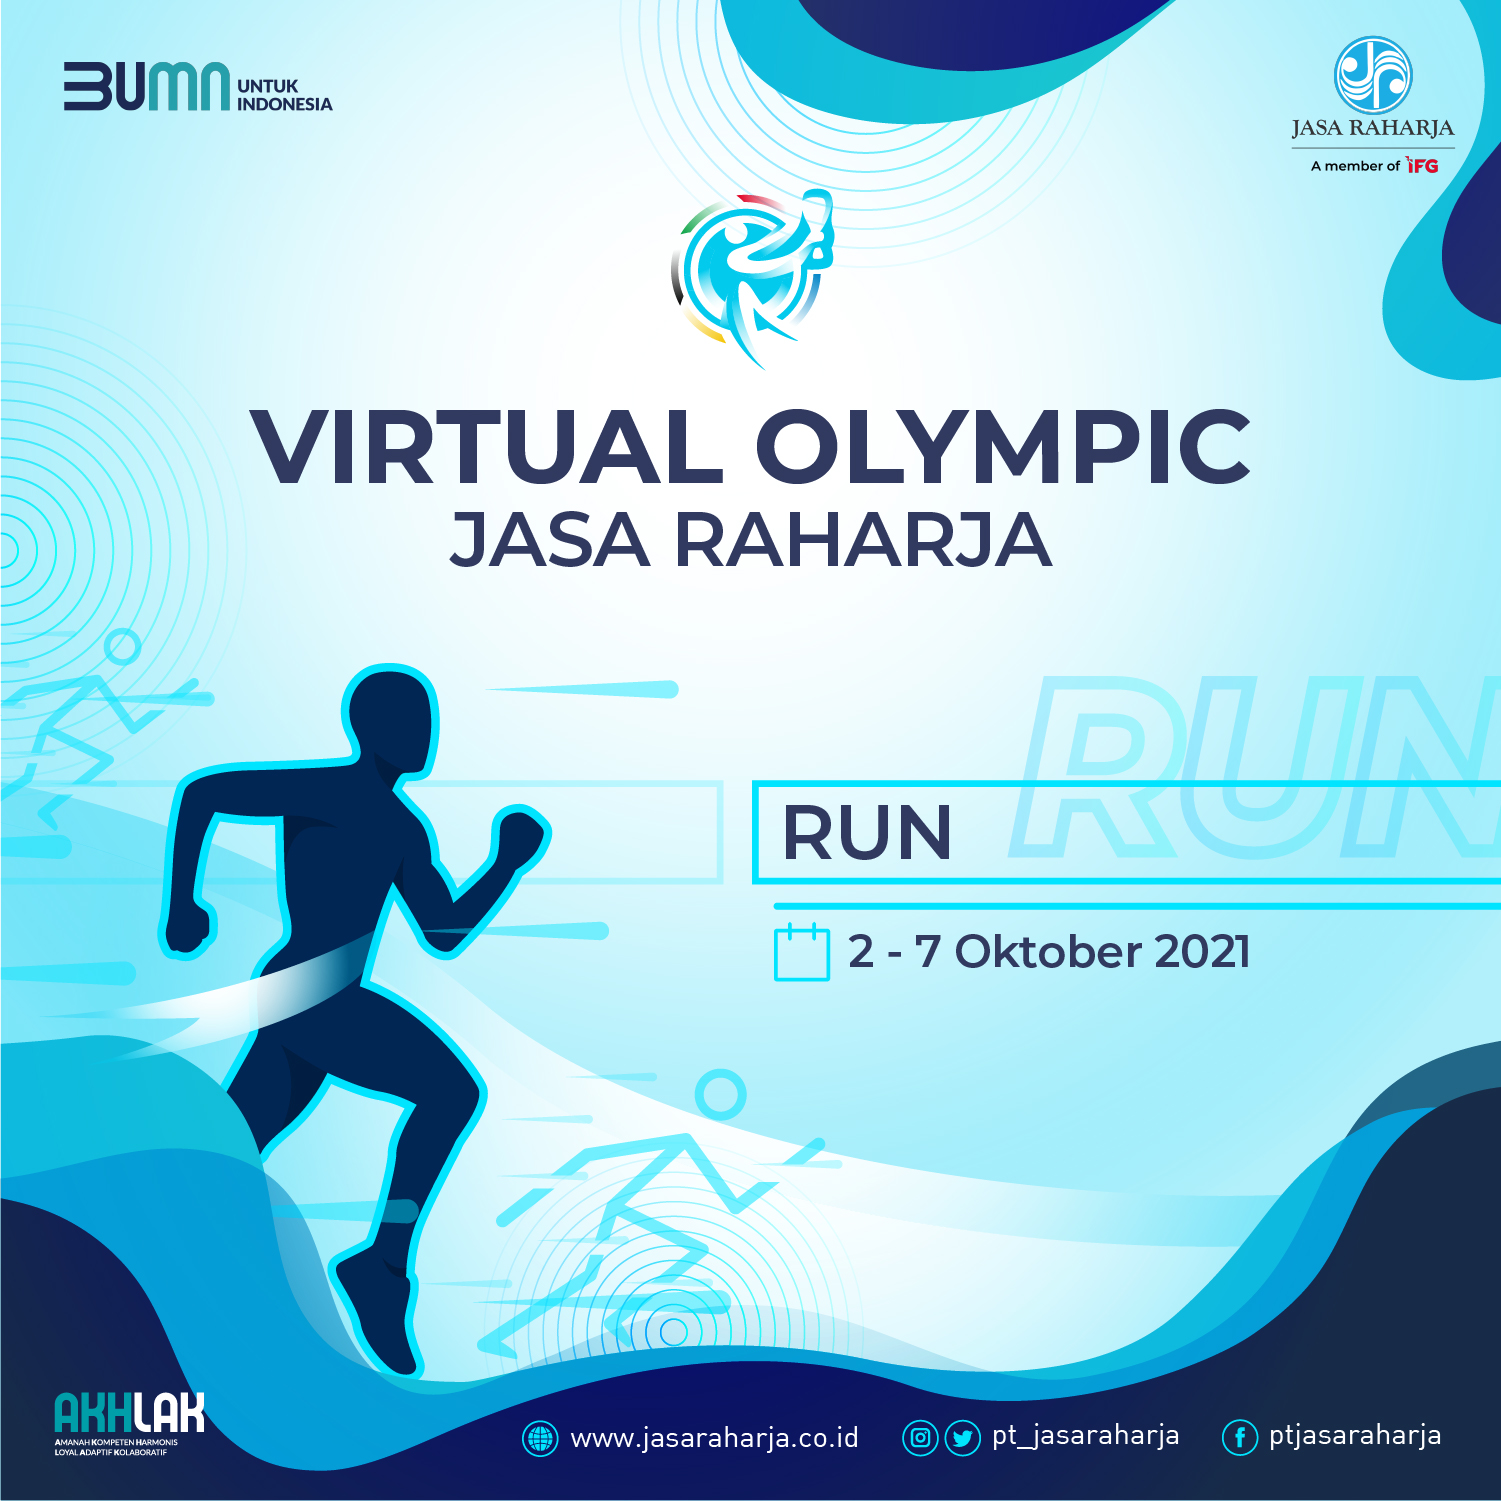 BUMN UNTUK
INDONESIA
JASA RAHARJA
A member of IFG
VIRTUAL OLYMPIC
JASA RAHARJA
RUN
RUN
2 - 7 Oktober 2021
AKHLAK
AMANAH KOMPETEN HARMONIS
LOYAL ADAPTIF KOLABORATIF
www.jasaraharja.co.id
pt_jasaraharja
ptjasaraharja